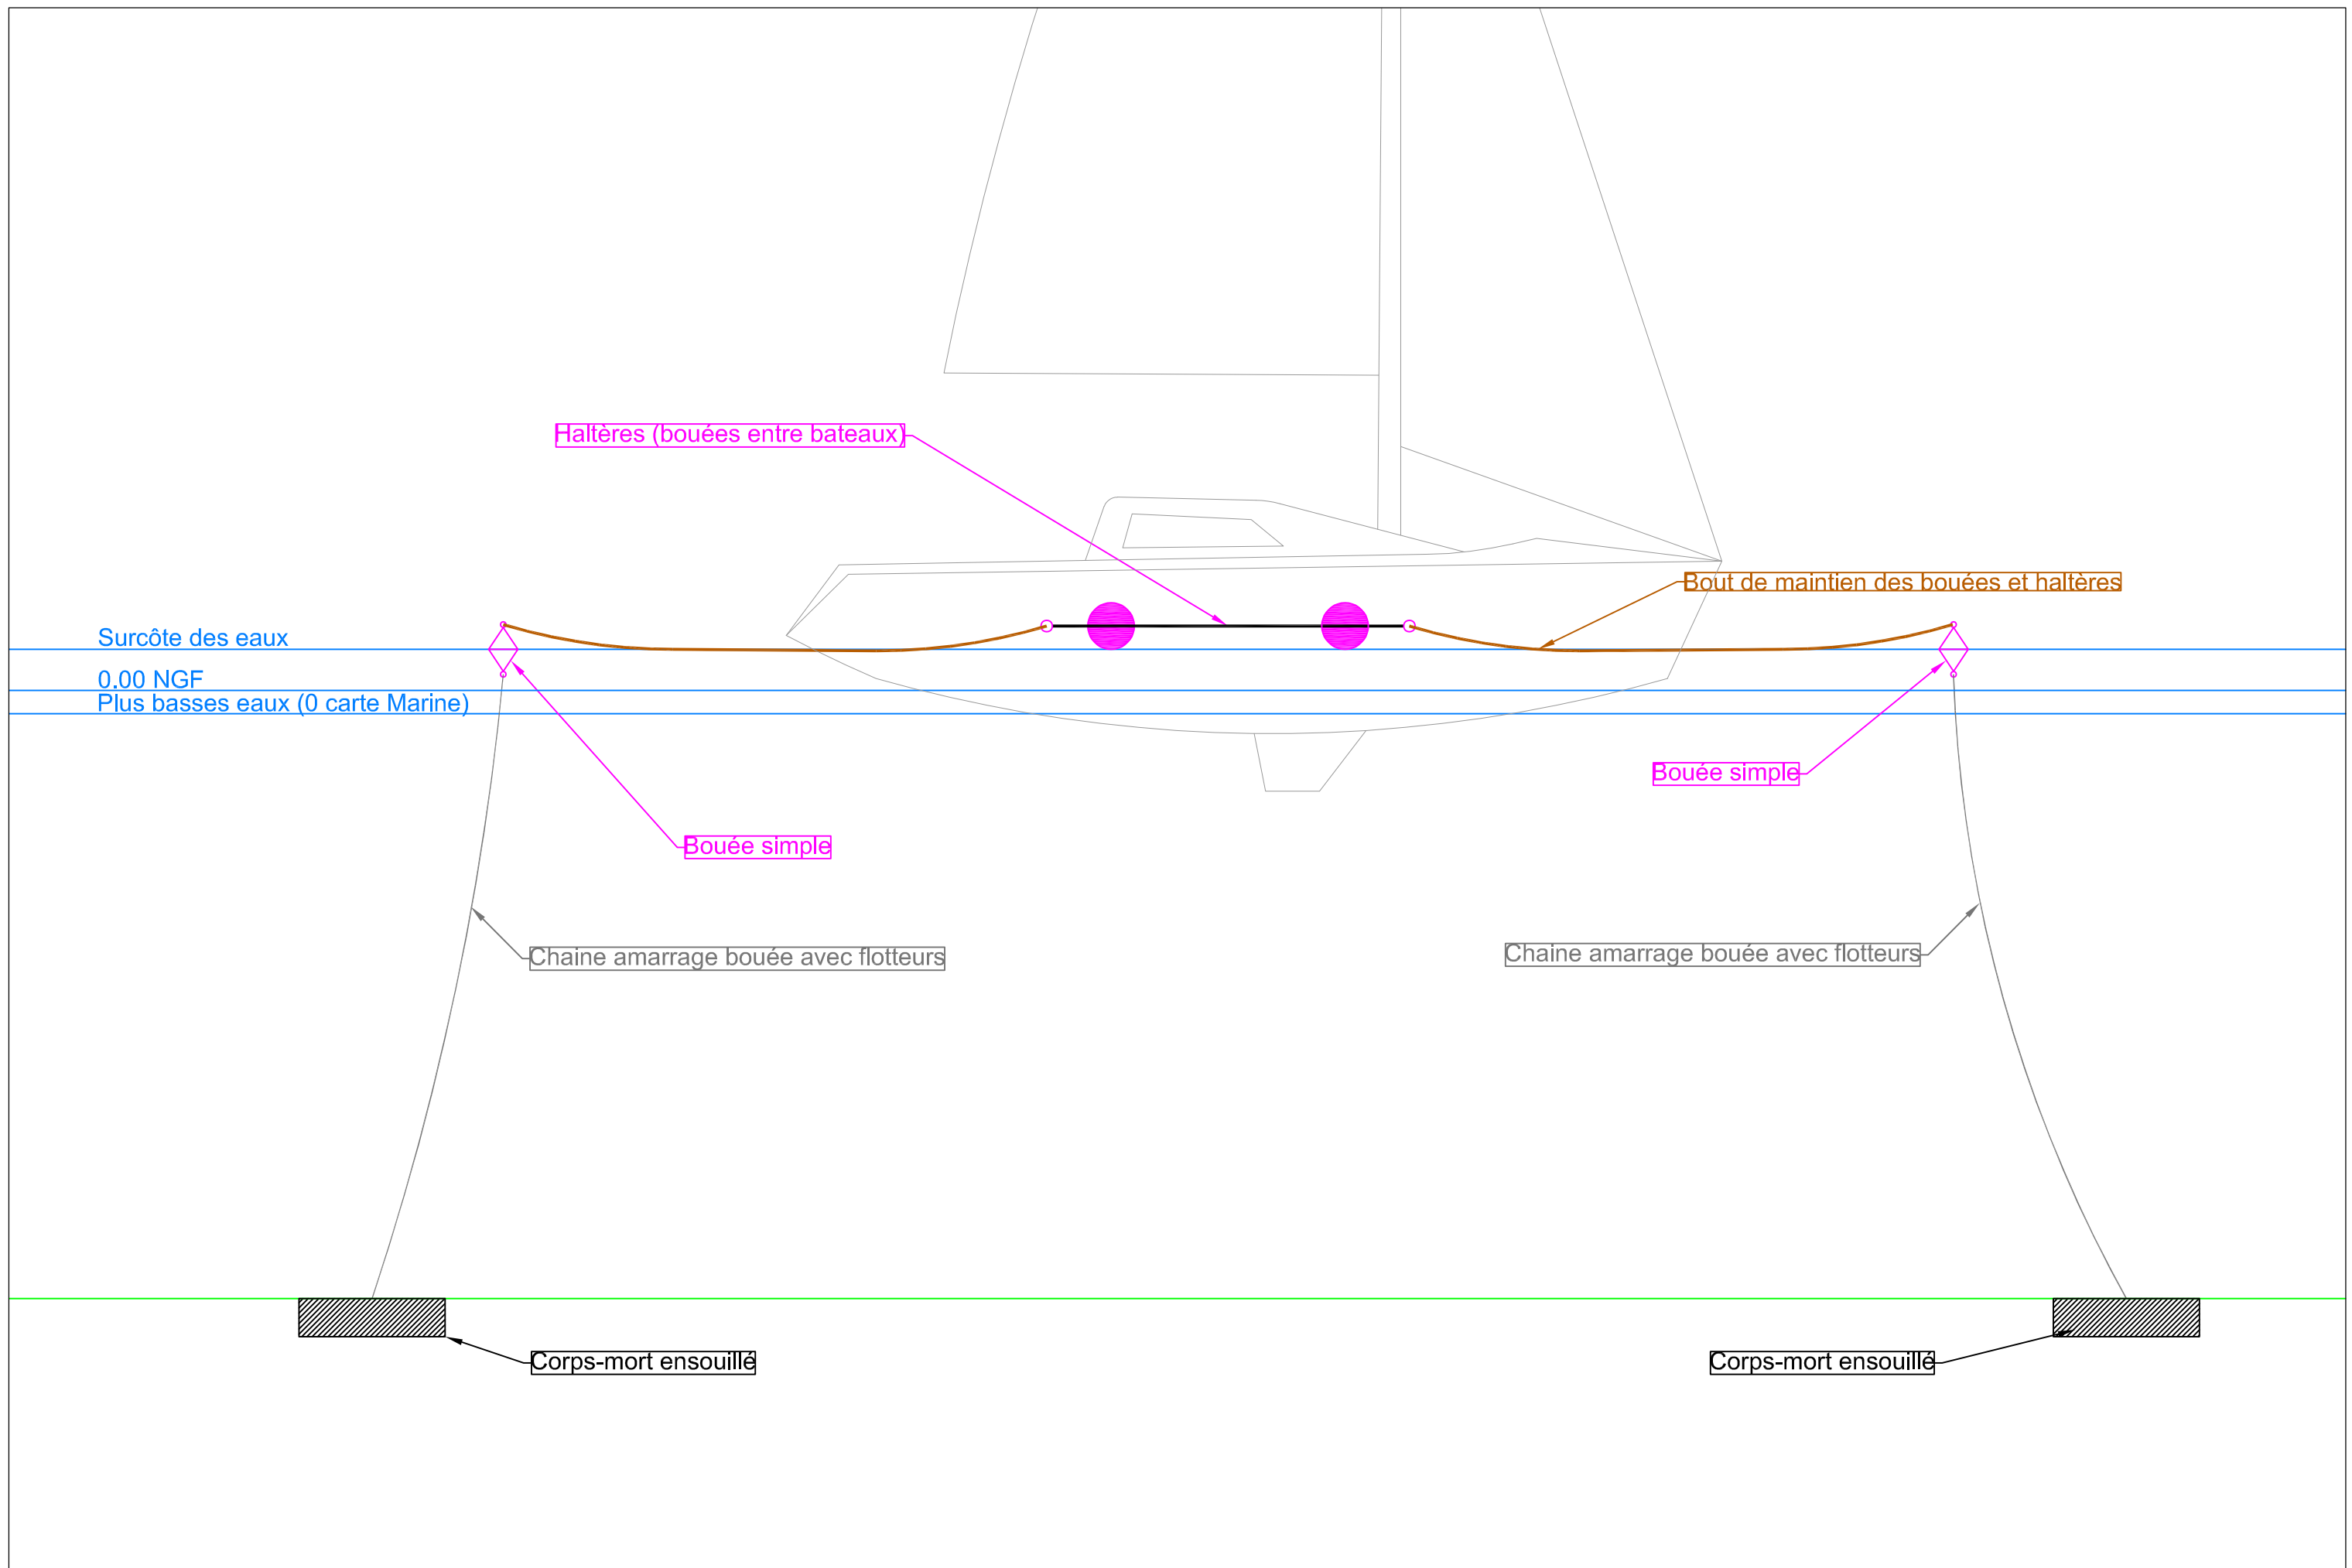 Haltères (bouées entre bateaux)
Bout de maintien des bouées et haltères
Surcôte des eaux
0.00 NGF
Plus basses eaux (0 carte Marine)
Bouée simple
Bouée simple
Chaine amarrage bouée avec flotteurs
Chaine amarrage bouée avec flotteurs
Corps-mort ensouillé
Corps-mort ensouillé